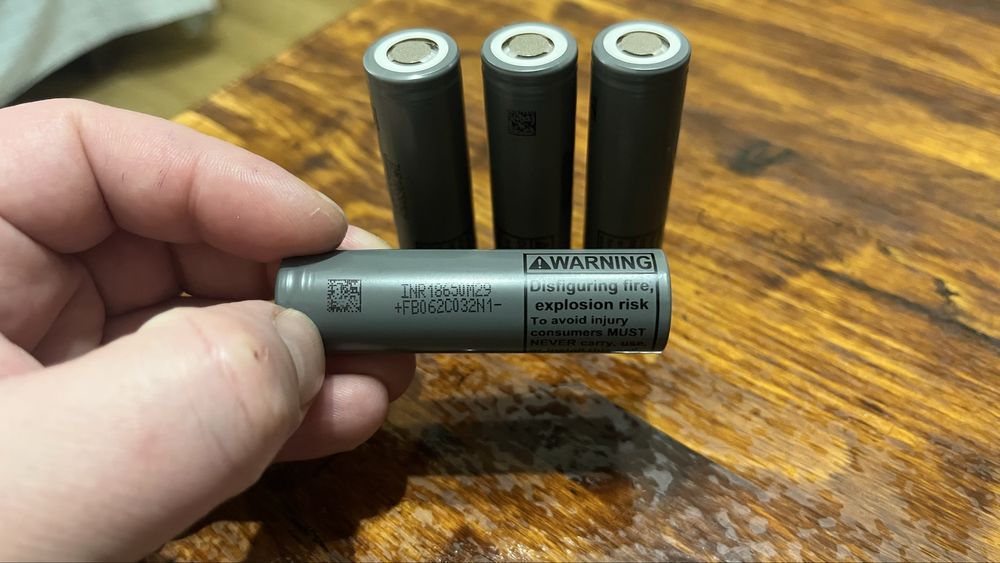 INR18650M29
+FB062C032N1-
⚠WARNING
Disfiguring fire,
explosion risk
To avoid injury
consumers MUST
NEVER carry, use,